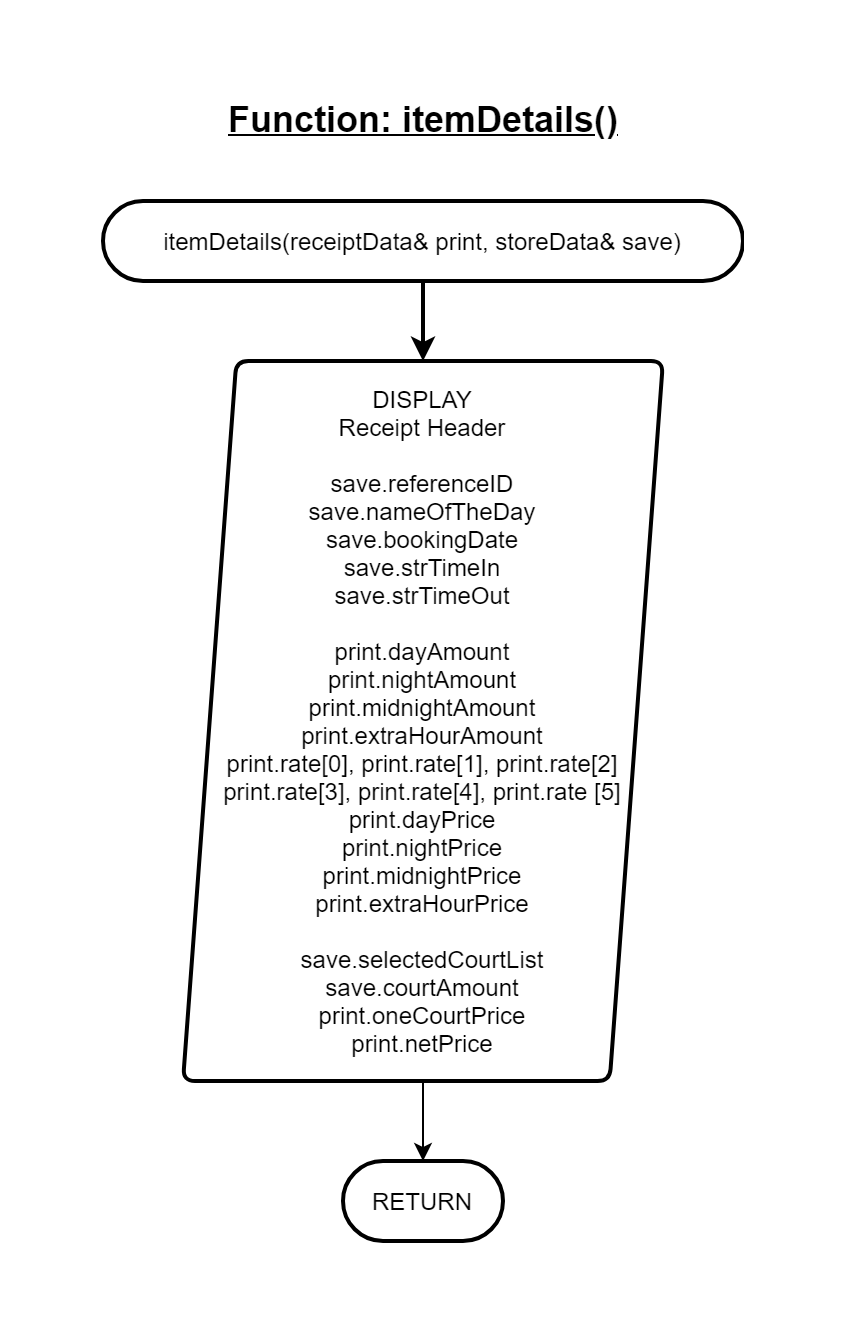 Function: itemDetails()
itemDetails(receiptData& print, storeData& save)
DISPLAY
Receipt Header
save.referenceID
save.nameOfTheDay
save.bookingDate
save.strTimeIn
save.strTimeOut
print.dayAmount
print.nightAmount
print.midnightAmount
print.extraHourAmount
print.rate[0], print.rate[1], print.rate[2]
print.rate[3], print.rate[4], print.rate [5]
print.dayPrice
print.nightPrice
print.midnightPrice
print.extraHourPrice
save.selectedCourtList
save.courtAmount
print.oneCourtPrice
print.netPrice
RETURN